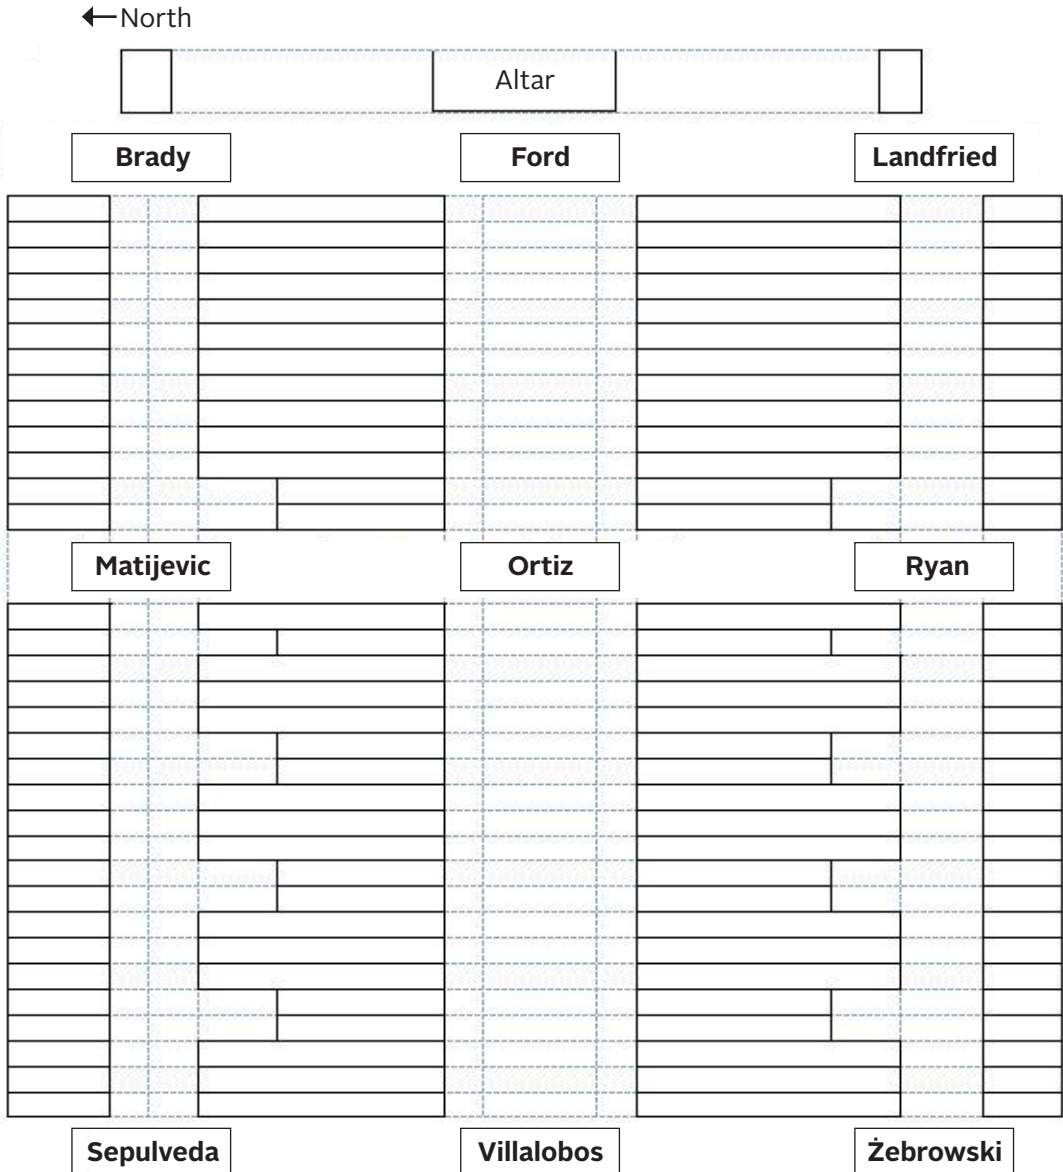 ←North
Altar
Brady Ford Landfried
Matijevic Ortiz Ryan
Sepulveda Villalobos Żebrowski